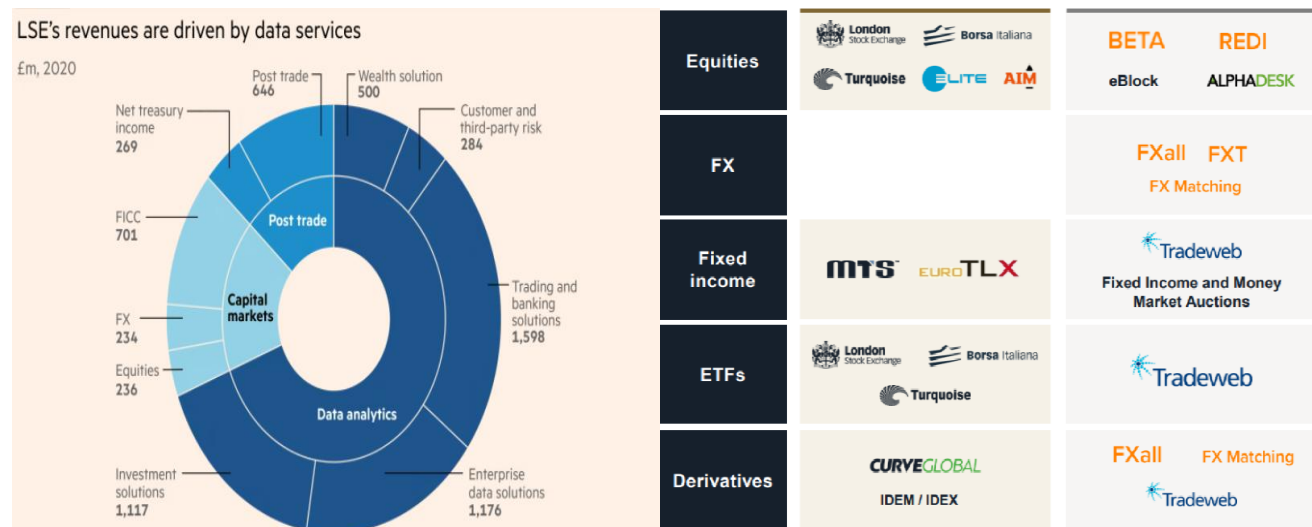 LSE’s revenues are driven by data services
£m, 2020
Post trade
646
Wealth solution
500
Net treasury
income
269
Customer and
third-party risk
284
FICC
701
Post trade
Capital
markets
Trading and
banking
solutions
1,598
FX
234
Equities
236
Data analytics
Investment
solutions
1,117
Enterprise
data solutions
1,176
Equities
London
Stock Exchange
Borsa Italiana
Turquoise
ELITE
AIM
BETA
REDI
eBlock
ALPHADESK
FX
FXall
FXT
FX Matching
Fixed
income
MTS
EUROTLX
Tradeweb
Fixed Income and Money
Market Auctions
ETFs
London
Stock Exchange
Borsa Italiana
Turquoise
Tradeweb
Derivatives
CURVEGLOBAL
IDEM / IDEX
FXall
FX Matching
Tradeweb